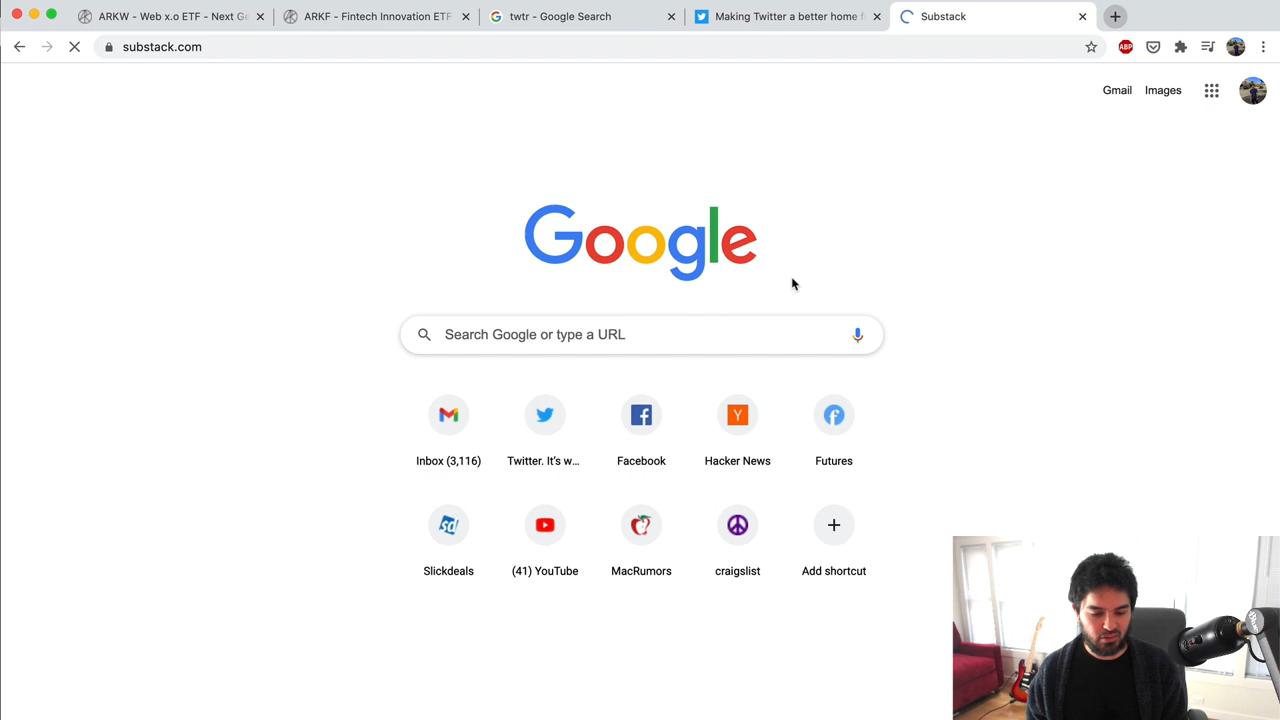 ARKW - Web x.o ETF - Next Ge
ARKF - Fintech Innovation ETF
twtr - Google Search
Making Twitter a better home f
Substack
substack.com
ABP
Gmail
Images
Google
Search Google or type a URL
Inbox (3,116)
Twitter. It's w...
Facebook
Y
Hacker News
Futures
sd
Slickdeals
(41) YouTube
MacRumors
craigslist
Add shortcut